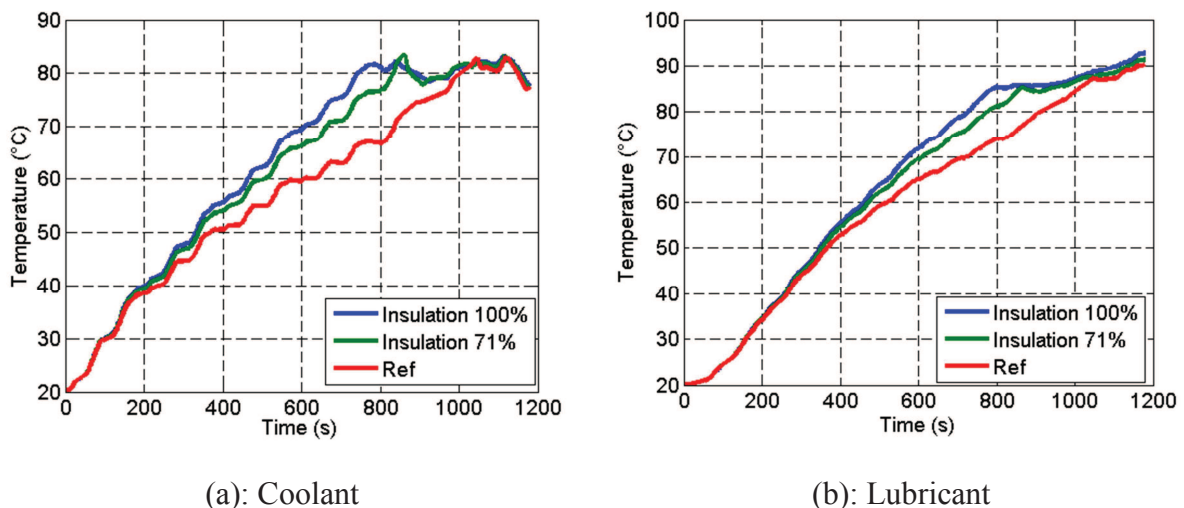 90
80
70
60
50
40
30
20
0
200
400
600
800
1000
1200
Temperature (°C)
Time (s)
Insulation 100%
Insulation 71%
Ref
(a): Coolant
100
90
80
70
60
50
40
30
20
0
200
400
600
800
1000
1200
Temperature (°C)
Time (s)
Insulation 100%
Insulation 71%
Ref
(b): Lubricant